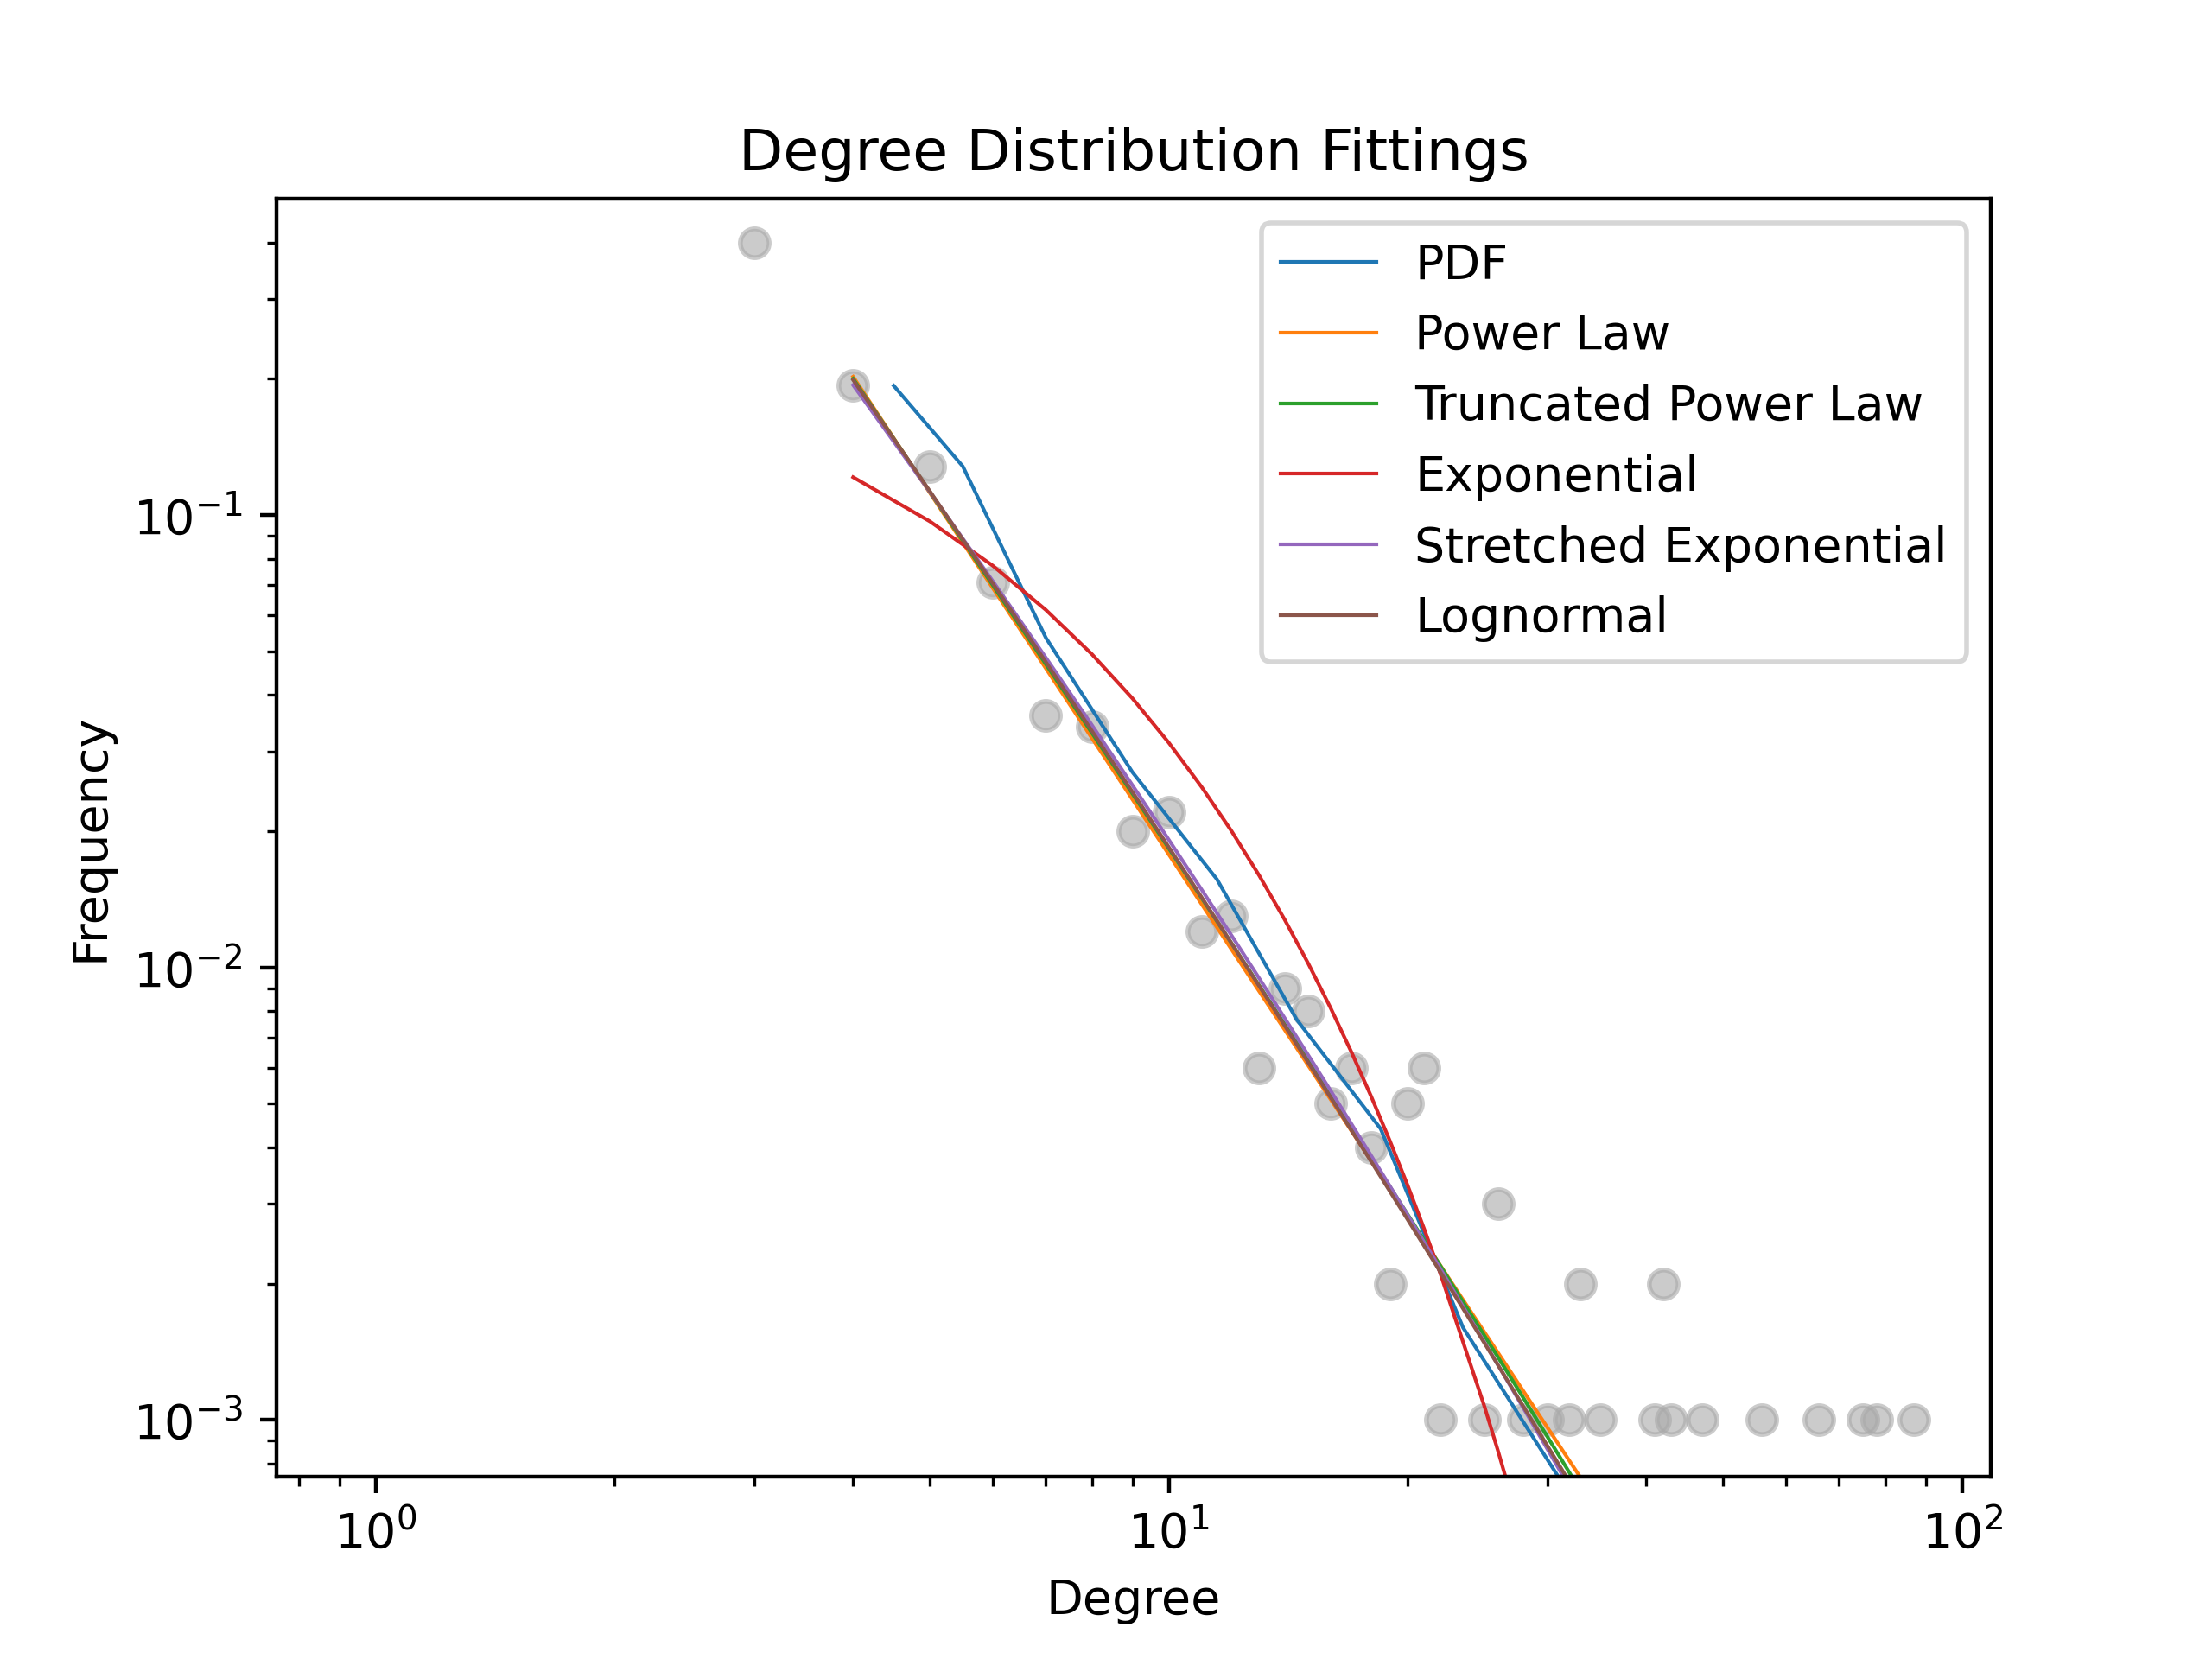 Degree Distribution Fittings
PDF
Power Law
Truncated Power Law
Exponential
Stretched Exponential
Lognormal
Frequency
10⁻¹
10⁻²
10⁻³
10⁰ 10¹ 10²
Degree